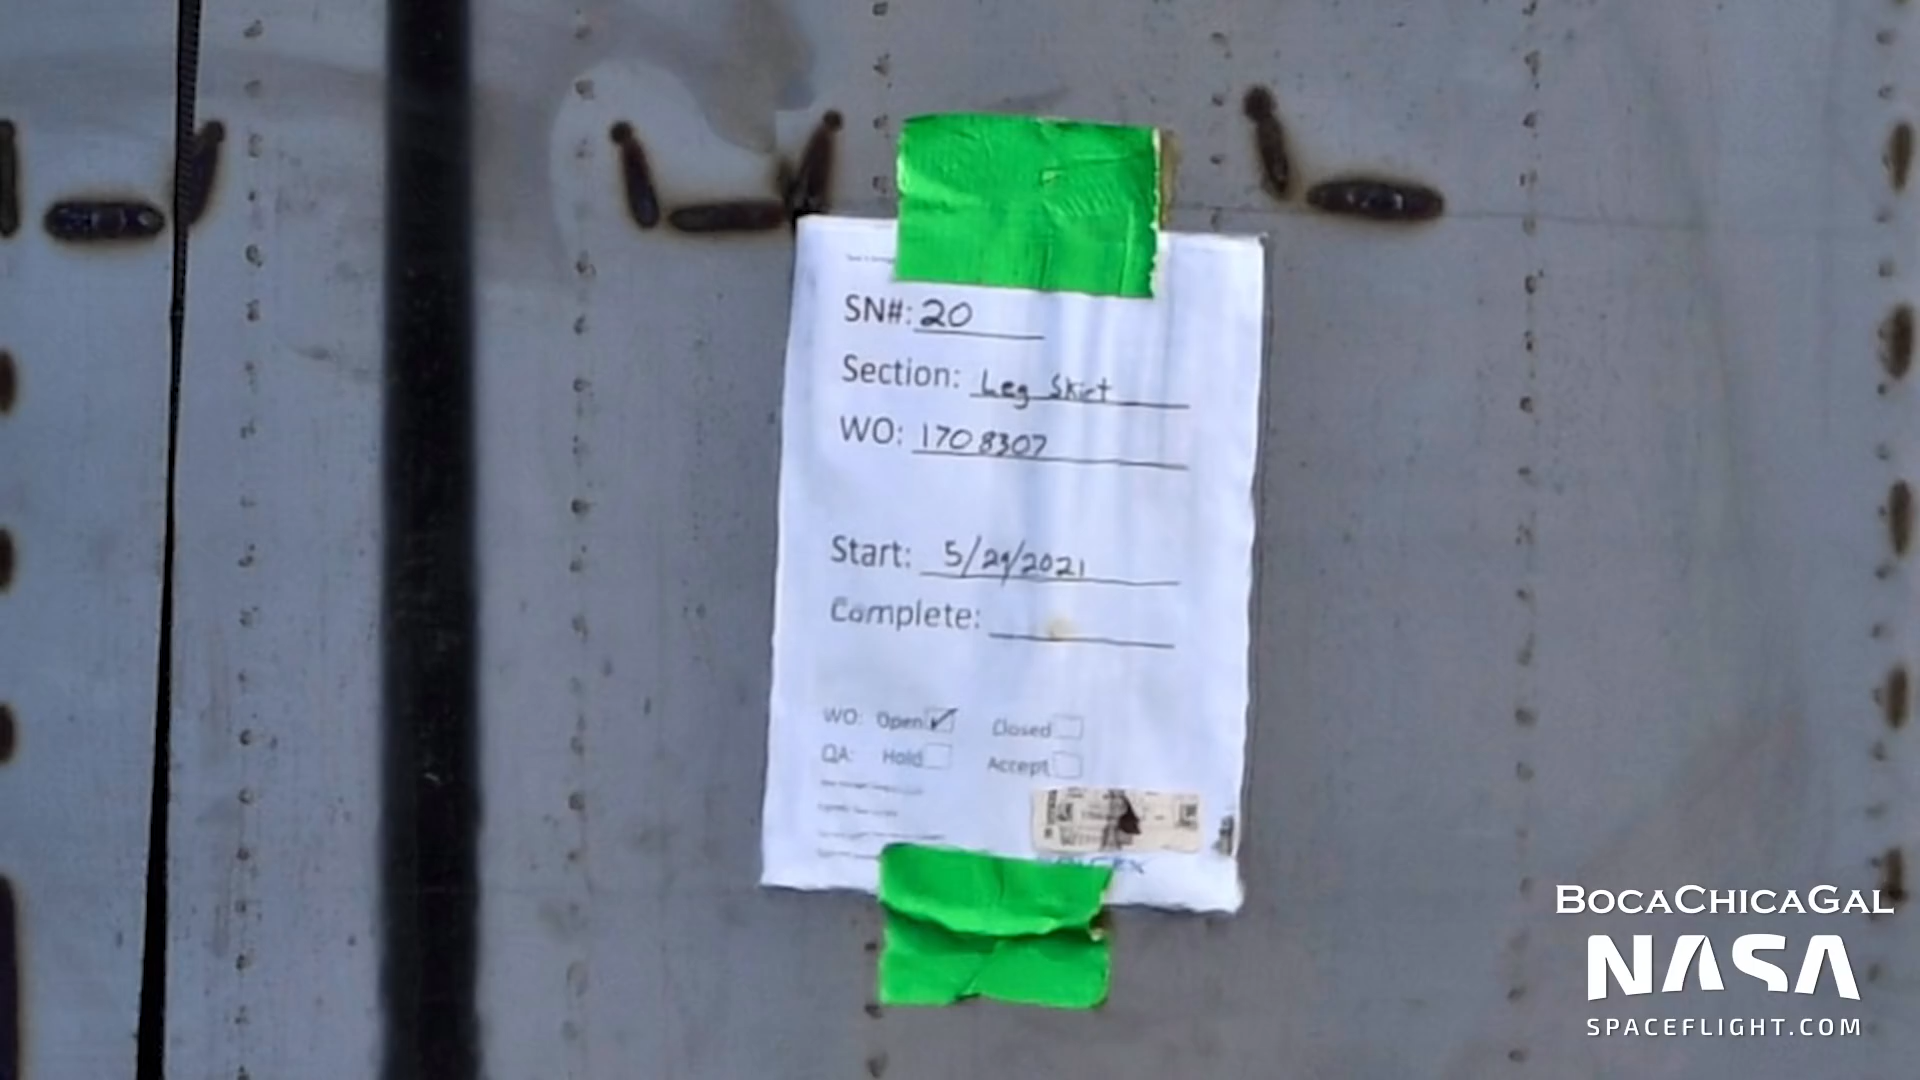 SN#: 20
Section: Leg Skirt
WO: 1708307
Start: 5/29/2021
Complete:
WO: Open Closed
QA: Hold Accept
BOCACHICAGAL
NASA
SPACEFLIGHT.COM